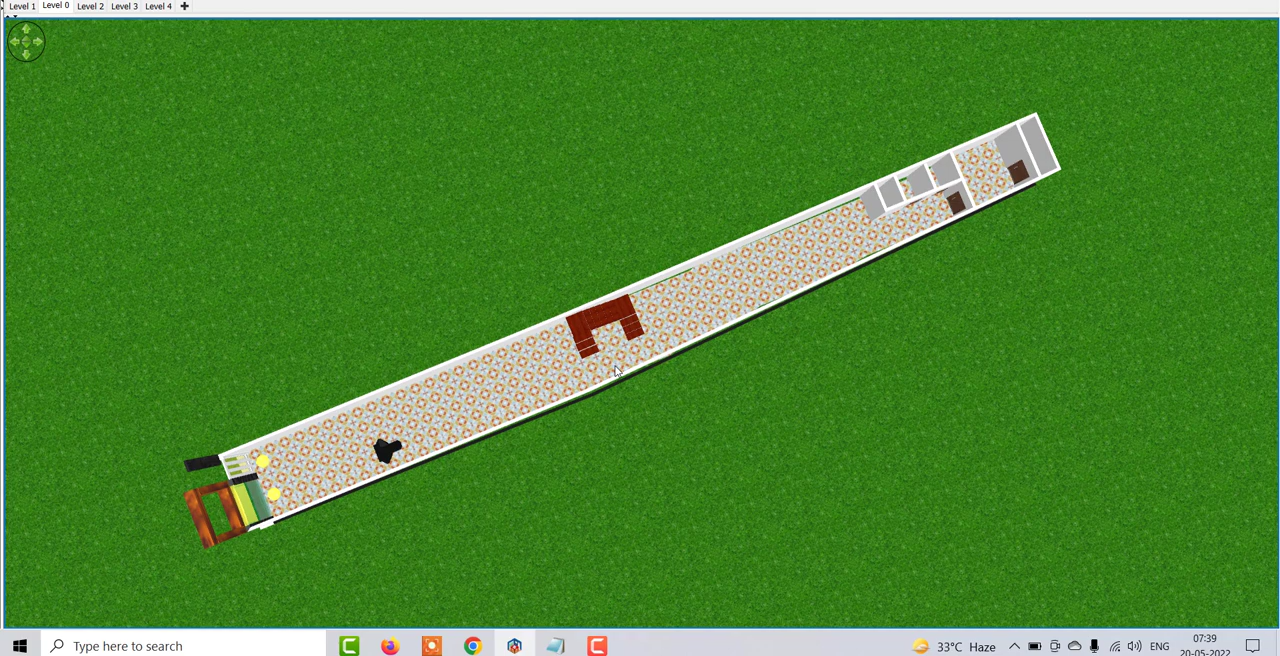 Level 1 Level 0 Level 2 Level 3 Level 4
Type here to search
33°C Haze
ENG
07:39
20-05-2022